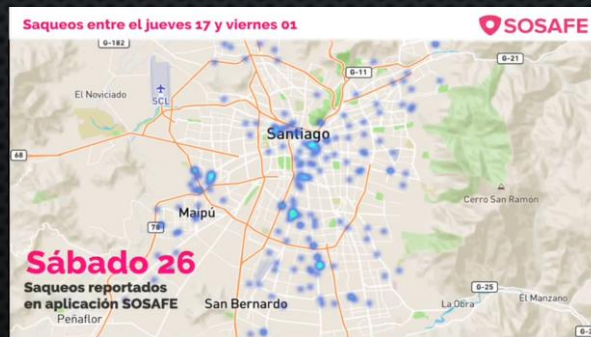 Saqueos entre el jueves 17 y viernes 01
SOSAFE
G-182
G-21
El Noviciado
SCL
G-11
Santiago
68
Cerro San Ramón
Maipú
78
Sábado 26
Saqueos reportados
en aplicación SOSAFE
San Bernardo
G-25
La Obra
El Manzano
Peñaflor